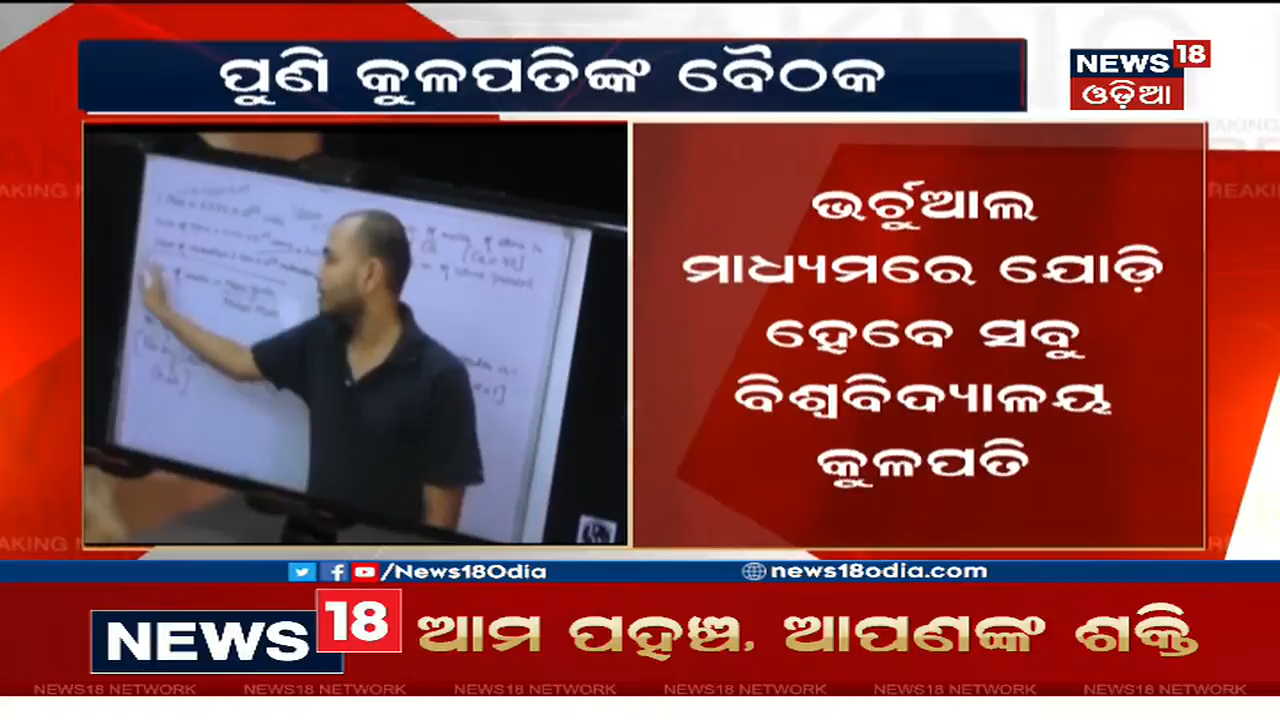 ପୁଣି କୁଳପତିଙ୍କ ବୈଠକ
NEWS 18
ଓଡ଼ିଆ
ଭର୍ଚୁଆଲ
ମାଧ୍ୟମରେ ଯୋଡ଼ି
ହେବେ ସବୁ
ବିଶ୍ୱବିଦ୍ୟାଳୟ
କୁଳପତି
/News18Odia
news18odia.com
NEWS 18
ଆମ ପହଞ୍ଚ, ଆପଣଙ୍କ ଶକ୍ତି
NEWS18 NETWORK NEWS18 NETWORK NEWS18 NETWORK NEWS18 NETWORK NEWS18 NETWORK NEWS18 NETWORK